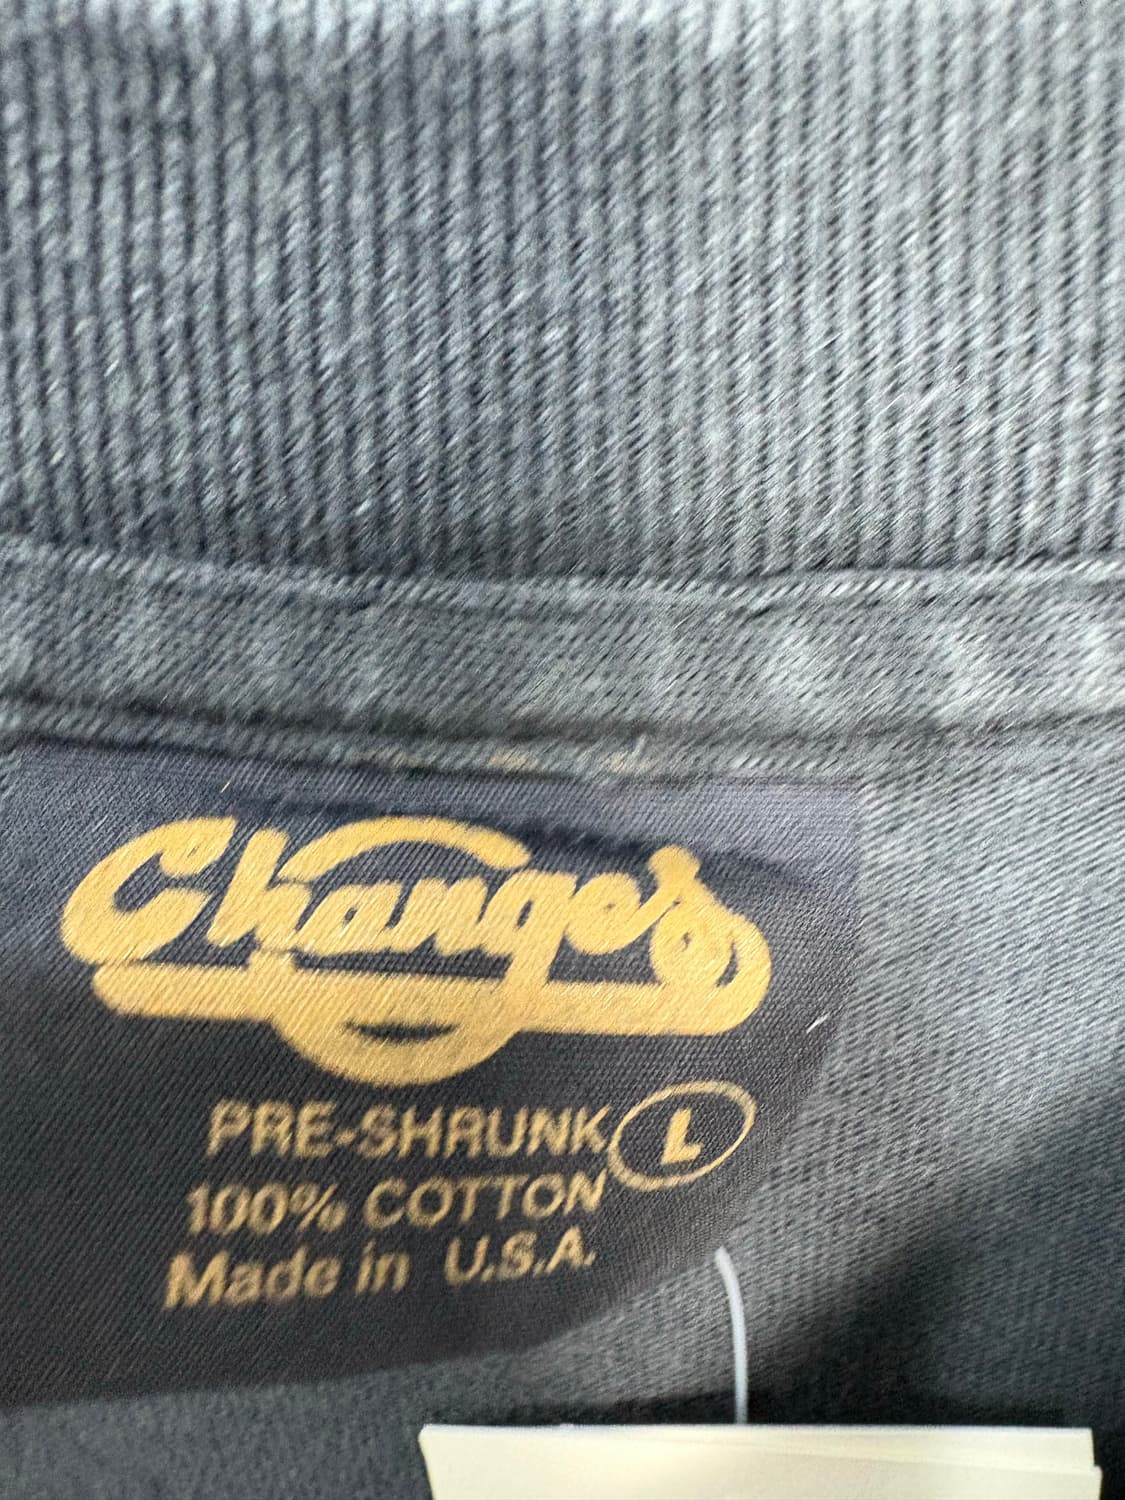 Changes
PRE-SHRUNK L
100% COTTON
Made in U.S.A.